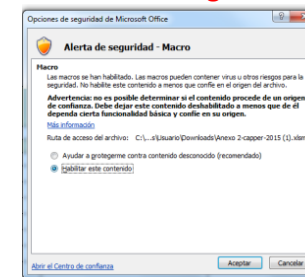 Opciones de seguridad de Microsoft Office
Alerta de seguridad - Macro
Macro
Las macros se han habilitado. Las macros pueden contener virus u otros riesgos para la
seguridad. No habilite este contenido a menos que confíe en el origen del archivo.
Advertencia: no es posible determinar si el contenido procede de un origen
de confianza. Debe dejar este contenido deshabilitado a menos que de él
dependa cierta funcionalidad básica y confíe en su origen.
Más información
Ruta de acceso del archivo: C:\...s\Usuario\Downloads\Anexo 2-capper-2015 (1).xlsm
Ayudar a protegerme contra contenido desconocido (recomendado)
Habilitar este contenido
Abrir el Centro de confianza
Aceptar
Cancelar